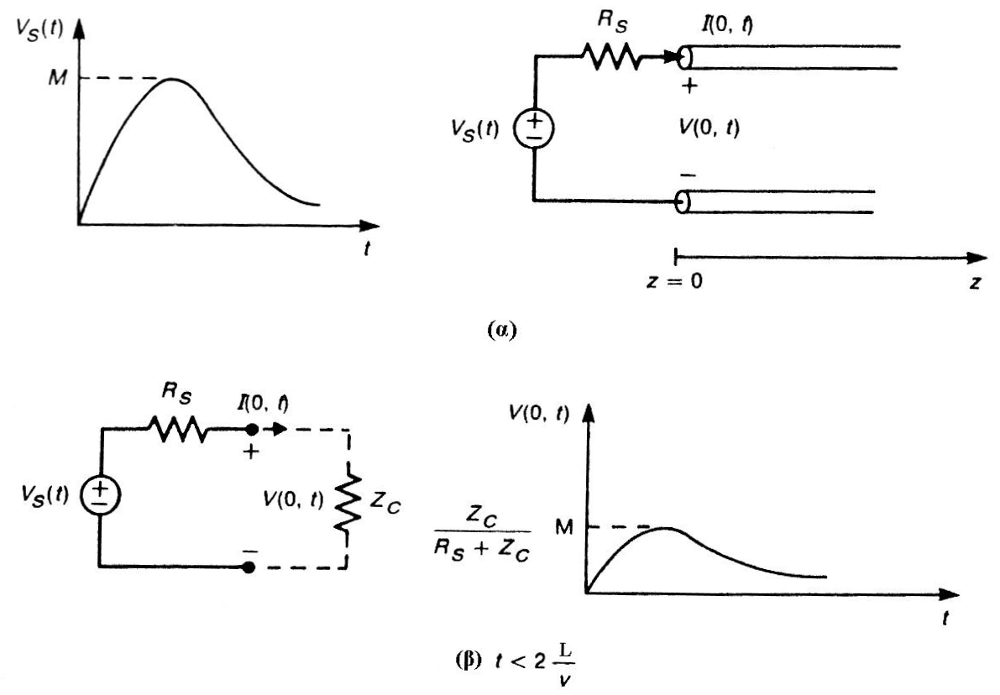 V_S(t)
M
t
R_S
I(0, t)
+
V_S(t)
+
−
V(0, t)
−
z = 0
z
(α)
R_S
I(0, t)
+
V_S(t)
+
−
V(0, t)
Z_C
−
V(0, t)
Z_C
R_S + Z_C
M
t
(β) t < 2 L/v